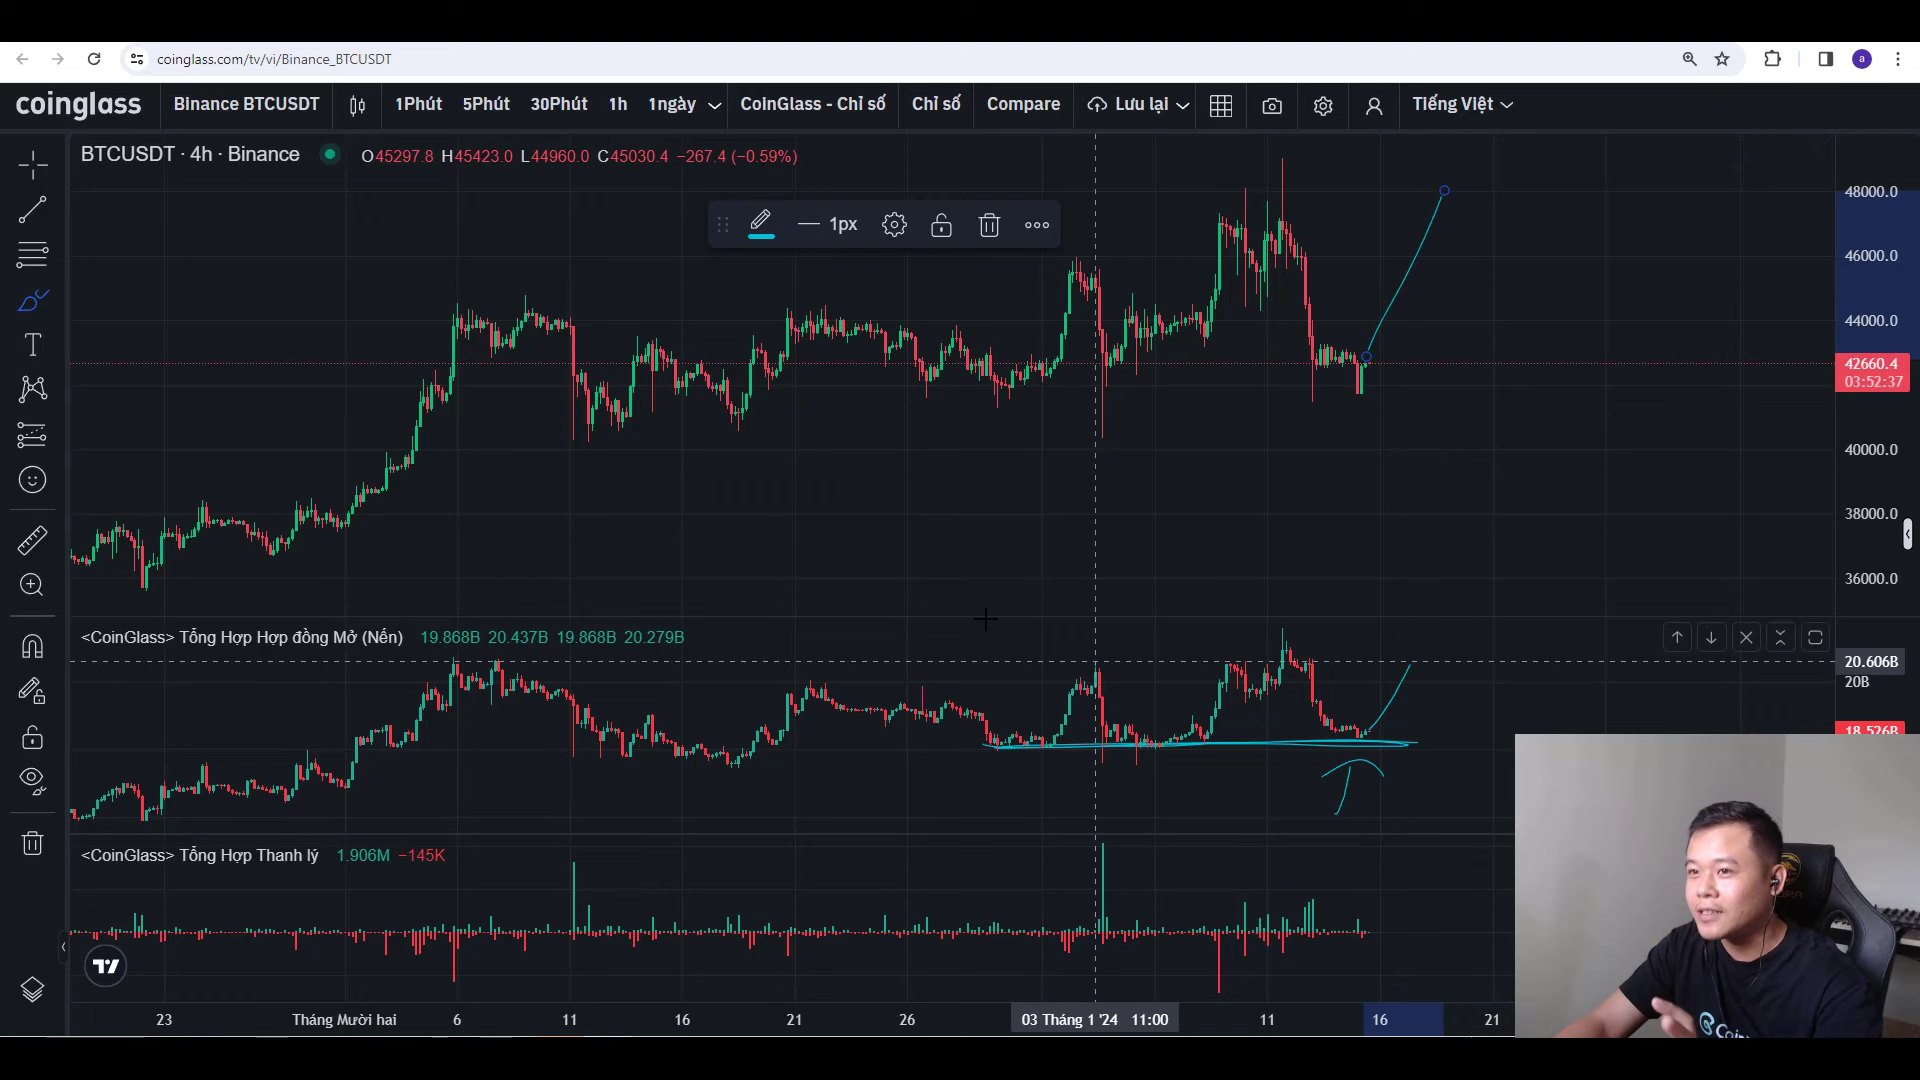 coinglass.com/tv/vi/Binance_BTCUSDT
a
coinglass Binance BTCUSDT 1Phút 5Phút 30Phút 1h 1ngày CoinGlass - Chỉ số Chỉ số Compare Lưu lại Tiếng Việt
BTCUSDT · 4h · Binance O45297.8 H45423.0 L44960.0 C45030.4 −267.4 (−0.59%)
1px
48000.0
46000.0
44000.0
42660.4
03:52:37
40000.0
38000.0
36000.0
<CoinGlass> Tổng Hợp Hợp đồng Mở (Nến) 19.868B 20.437B 19.868B 20.279B
20.606B
20B
18.526B
<CoinGlass> Tổng Hợp Thanh lý 1.906M −145K
23 Tháng Mười hai 6 11 16 21 26 03 Tháng 1 '24 11:00 11 16 21